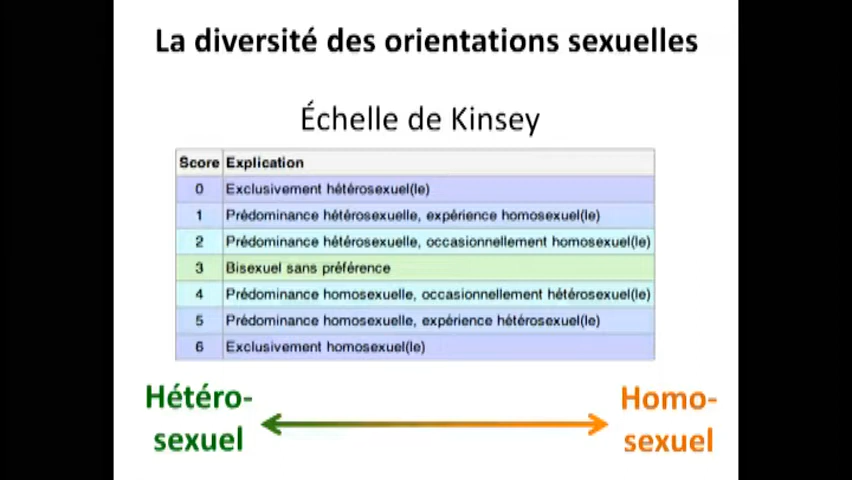 La diversité des orientations sexuelles
Échelle de Kinsey
Score Explication
0 Exclusivement hétérosexuel(le)
1 Prédominance hétérosexuelle, expérience homosexuel(le)
2 Prédominance hétérosexuelle, occasionnellement homosexuel(le)
3 Bisexuel sans préférence
4 Prédominance homosexuelle, occasionnellement hétérosexuel(le)
5 Prédominance homosexuelle, expérience hétérosexuel(le)
6 Exclusivement homosexuel(le)
Hétéro-
sexuel
Homo-
sexuel